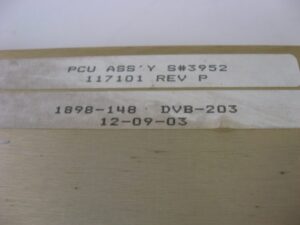 PCU ASS'Y S#3952
117101 REV P
1898-148 DVB-203
12-09-03